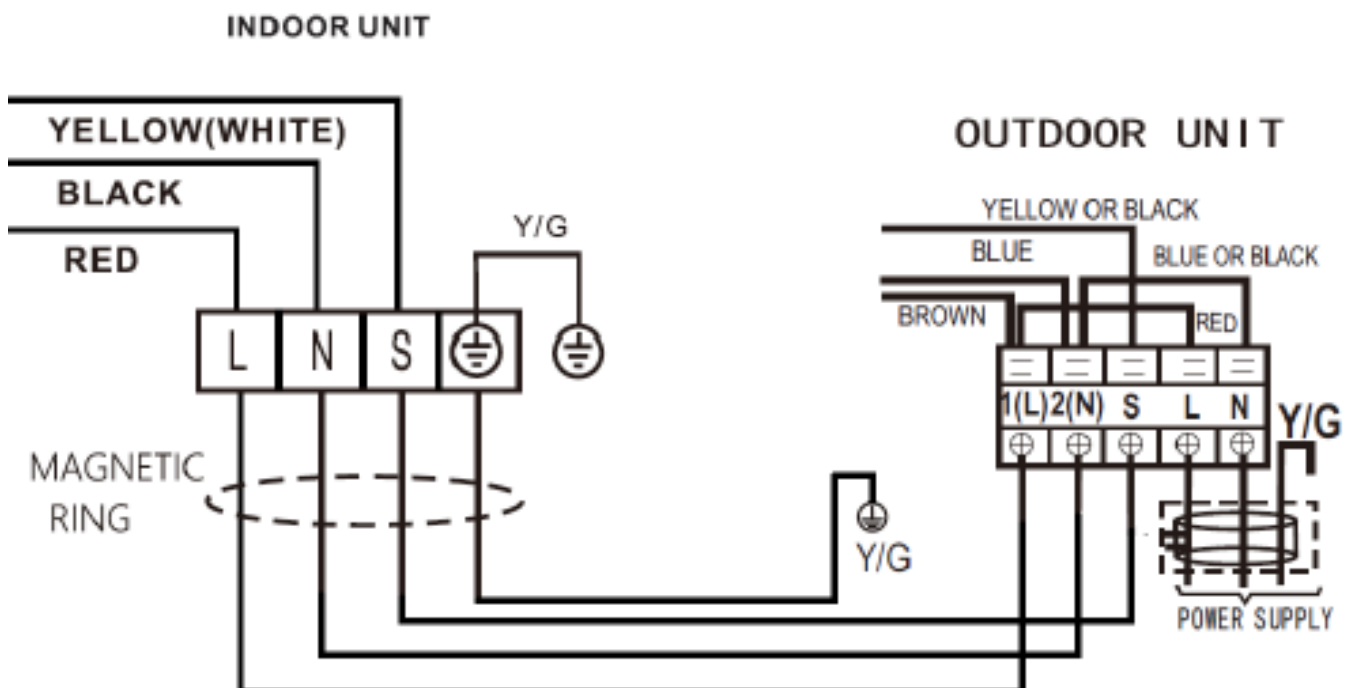 INDOOR UNIT
YELLOW(WHITE)
BLACK
RED
Y/G
L N S
MAGNETIC
RING
Y/G
OUTDOOR UNIT
YELLOW OR BLACK
BLUE
BLUE OR BLACK
BROWN
RED
1(L) 2(N) S L N
Y/G
POWER SUPPLY